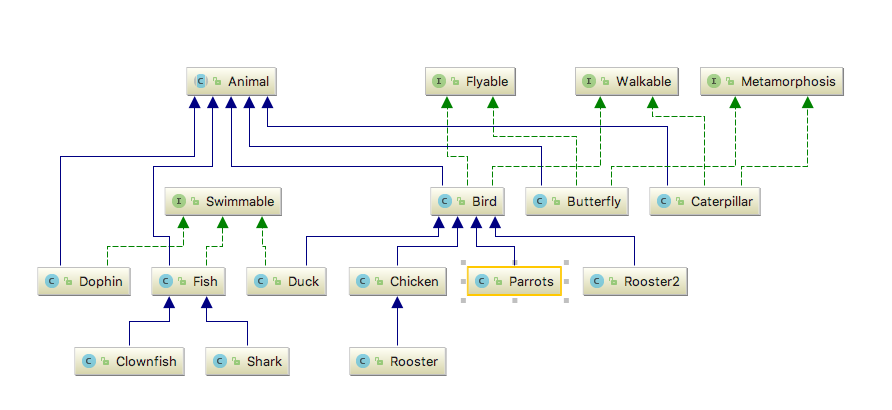 C Animal
I Flyable
I Walkable
I Metamorphosis
I Swimmable
C Bird
C Butterfly
C Caterpillar
C Dophin
C Fish
C Duck
C Chicken
C Parrots
C Rooster2
C Clownfish
C Shark
C Rooster